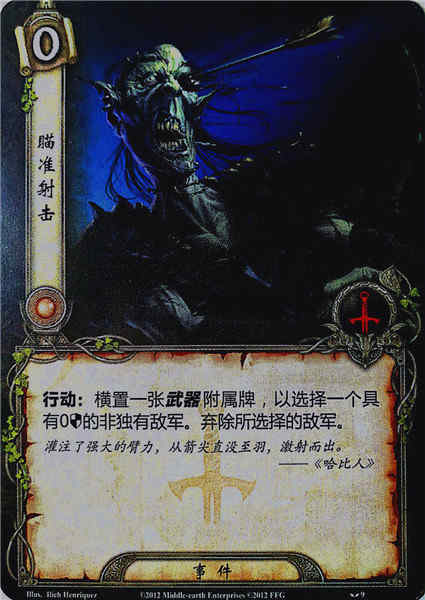 0
瞄准射击
行动：横置一张武器附属牌，以选择一个具
有0的非独有敌军。弃除所选择的敌军。
灌注了强大的臂力，从箭尖直没至羽，激射而出。
——《哈比人》
事件
Illus. Rich Henriquez ©2012 Middle-earth Enterprises ©2012 FFG 9